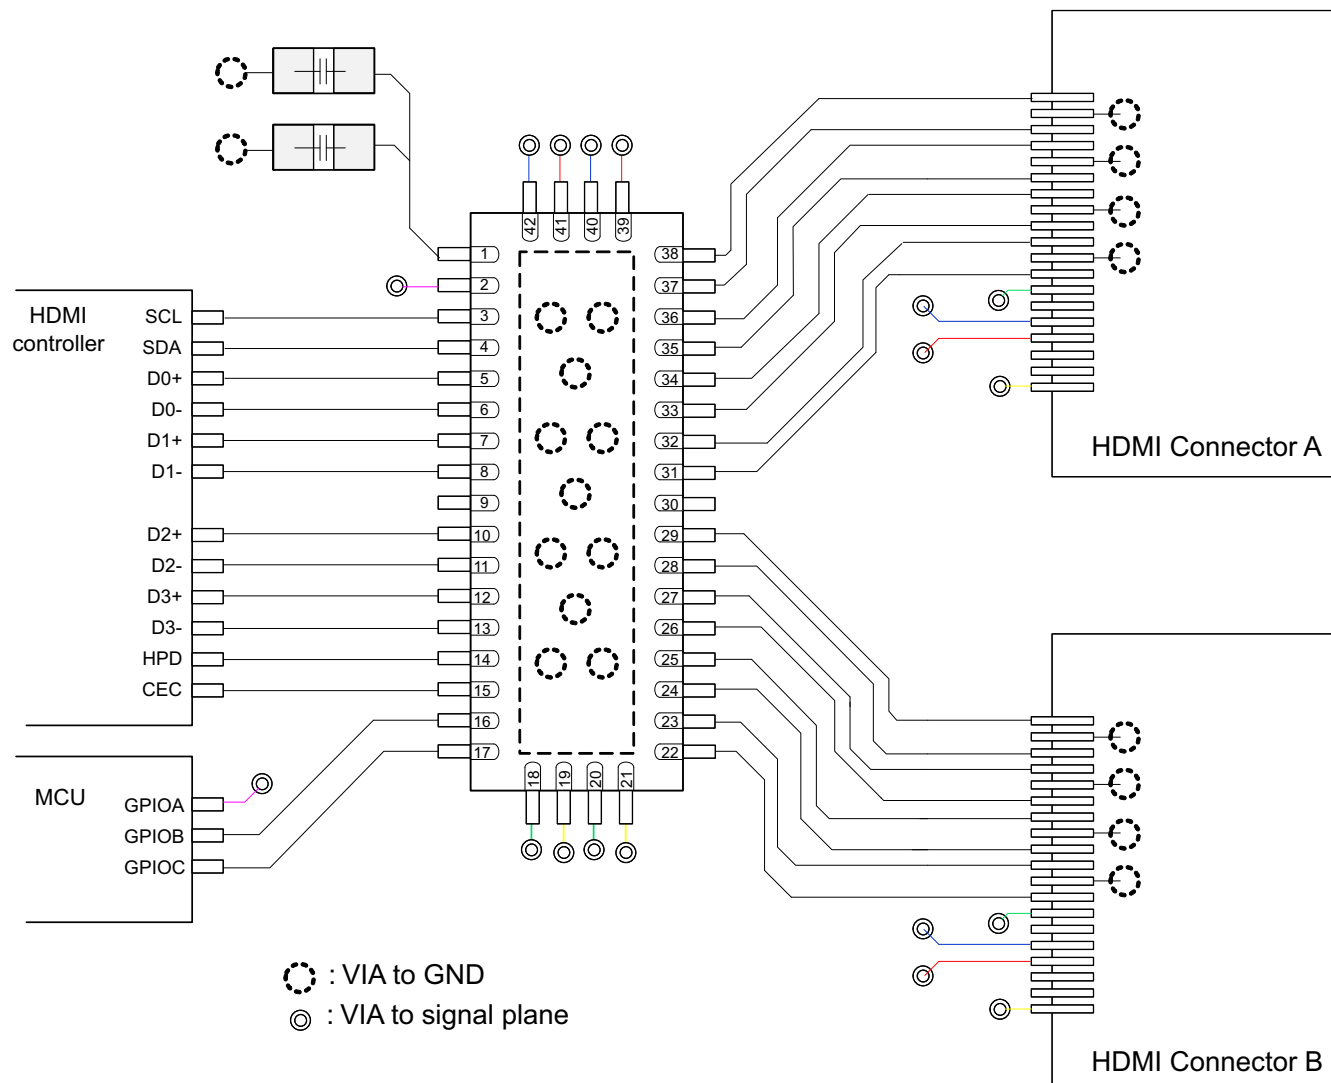 42 41 40 39
1 38
2 37
HDMI controller
SCL 3 36
SDA 4 35
D0+ 5 34
D0- 6 33
D1+ 7 32
D1- 8 31
9 30
D2+ 10 29
D2- 11 28
D3+ 12 27
D3- 13 26
HPD 14 25
CEC 15 24
16 23
17 22
18 19 20 21
HDMI Connector A
MCU
GPIOA
GPIOB
GPIOC
: VIA to GND
: VIA to signal plane
HDMI Connector B